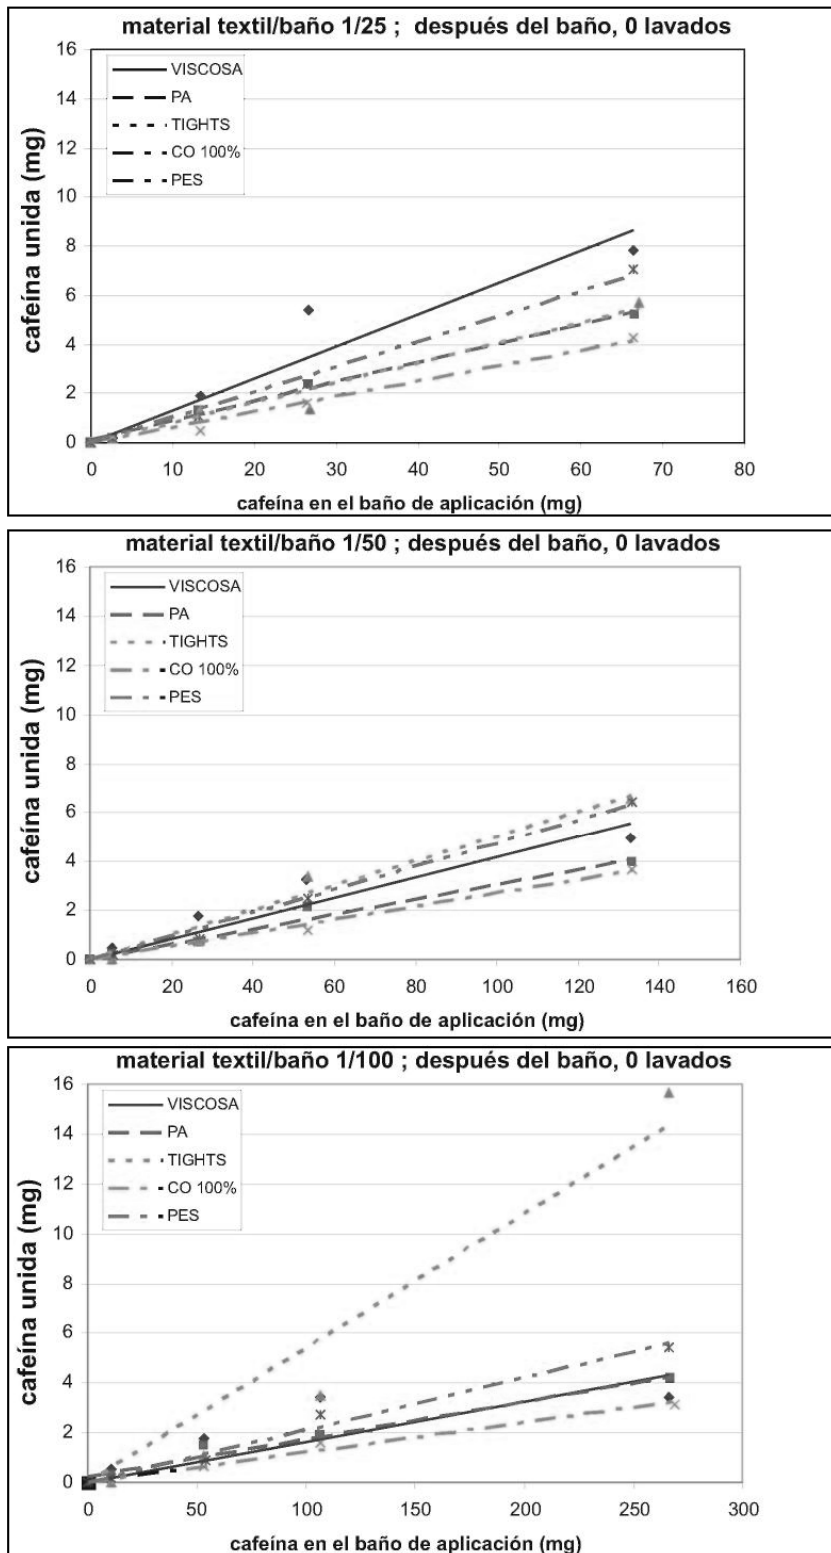 material textil/baño 1/25 ; después del baño, 0 lavados
16
14
12
10
8
6
4
2
0
cafeína unida (mg)
VISCOSA
PA
TIGHTS
CO 100%
PES
0 10 20 30 40 50 60 70 80
cafeína en el baño de aplicación (mg)
material textil/baño 1/50 ; después del baño, 0 lavados
16
14
12
10
8
6
4
2
0
cafeína unida (mg)
VISCOSA
PA
TIGHTS
CO 100%
PES
0 20 40 60 80 100 120 140 160
cafeína en el baño de aplicación (mg)
material textil/baño 1/100 ; después del baño, 0 lavados
16
14
12
10
8
6
4
2
0
cafeína unida (mg)
VISCOSA
PA
TIGHTS
CO 100%
PES
0 50 100 150 200 250 300
cafeína en el baño de aplicación (mg)